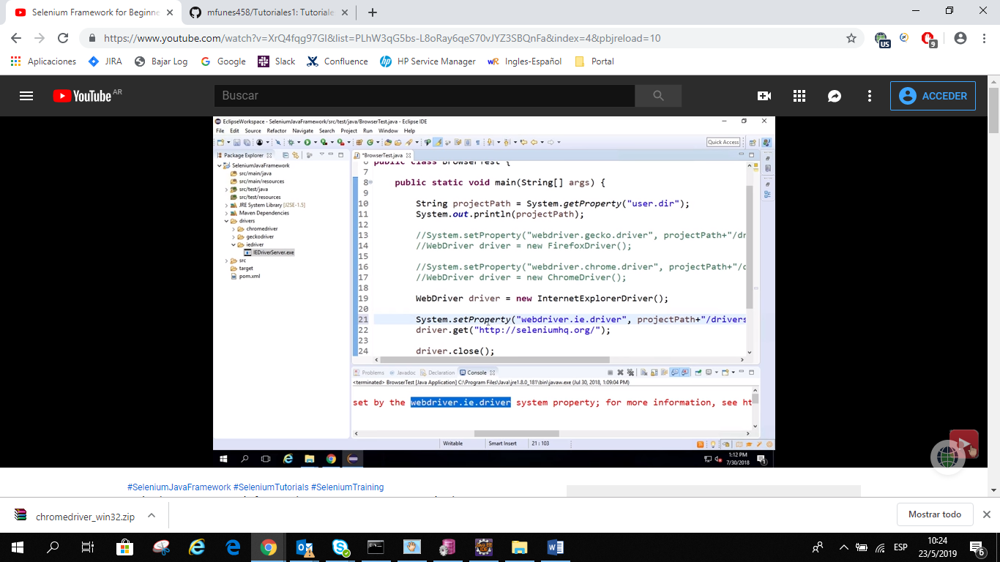 Selenium Framework for Beginne
mfunes458/Tutoriales1: Tutoriale
https://www.youtube.com/watch?v=XrQ4fqg97GI&list=PLhW3qG5bs-L8oRay6qeS70vJYZ3SBQnFa&index=4&pbjreload=10
US
9
Aplicaciones JIRA Bajar Log Google Slack Confluence HP Service Manager Ingles-Español Portal
YouTube AR
Buscar
ACCEDER
EclipseWorkspace - SeleniumJavaFramework/src/test/java/BrowserTest.java - Eclipse IDE
File Edit Source Refactor Navigate Search Project Run Window Help
Quick Access
Package Explorer
SeleniumJavaFramework
src/main/java
src/main/resources
src/test/java
src/test/resources
JRE System Library [J2SE-1.5]
Maven Dependencies
drivers
chromedriver
geckodriver
iedriver
IEDriverServer.exe
src
target
pom.xml
*BrowserTest.java
6 public class BrowserTest {
7
8 public static void main(String[] args) {
9
10 String projectPath = System.getProperty("user.dir");
11 System.out.println(projectPath);
12
13 //System.setProperty("webdriver.gecko.driver", projectPath+"/dr
14 //WebDriver driver = new FirefoxDriver();
15
16 //System.setProperty("webdriver.chrome.driver", projectPath+"/d
17 //WebDriver driver = new ChromeDriver();
18
19 WebDriver driver = new InternetExplorerDriver();
20
21 System.setProperty("webdriver.ie.driver", projectPath+"/drivers
22 driver.get("http://seleniumhq.org/");
23
24 driver.close();
Problems Javadoc Declaration Console
<terminated> BrowserTest [Java Application] C:\Program Files\Java\jre1.8.0_181\bin\javaw.exe (Jul 30, 2018, 1:09:04 PM)
set by the webdriver.ie.driver system property; for more information, see ht
Writable Smart Insert 21 : 103
1:12 PM
7/30/2018
1
#SeleniumJavaFramework #SeleniumTutorials #SeleniumTraining
chromedriver_win32.zip
Mostrar todo
ESP
10:24
23/5/2019
6